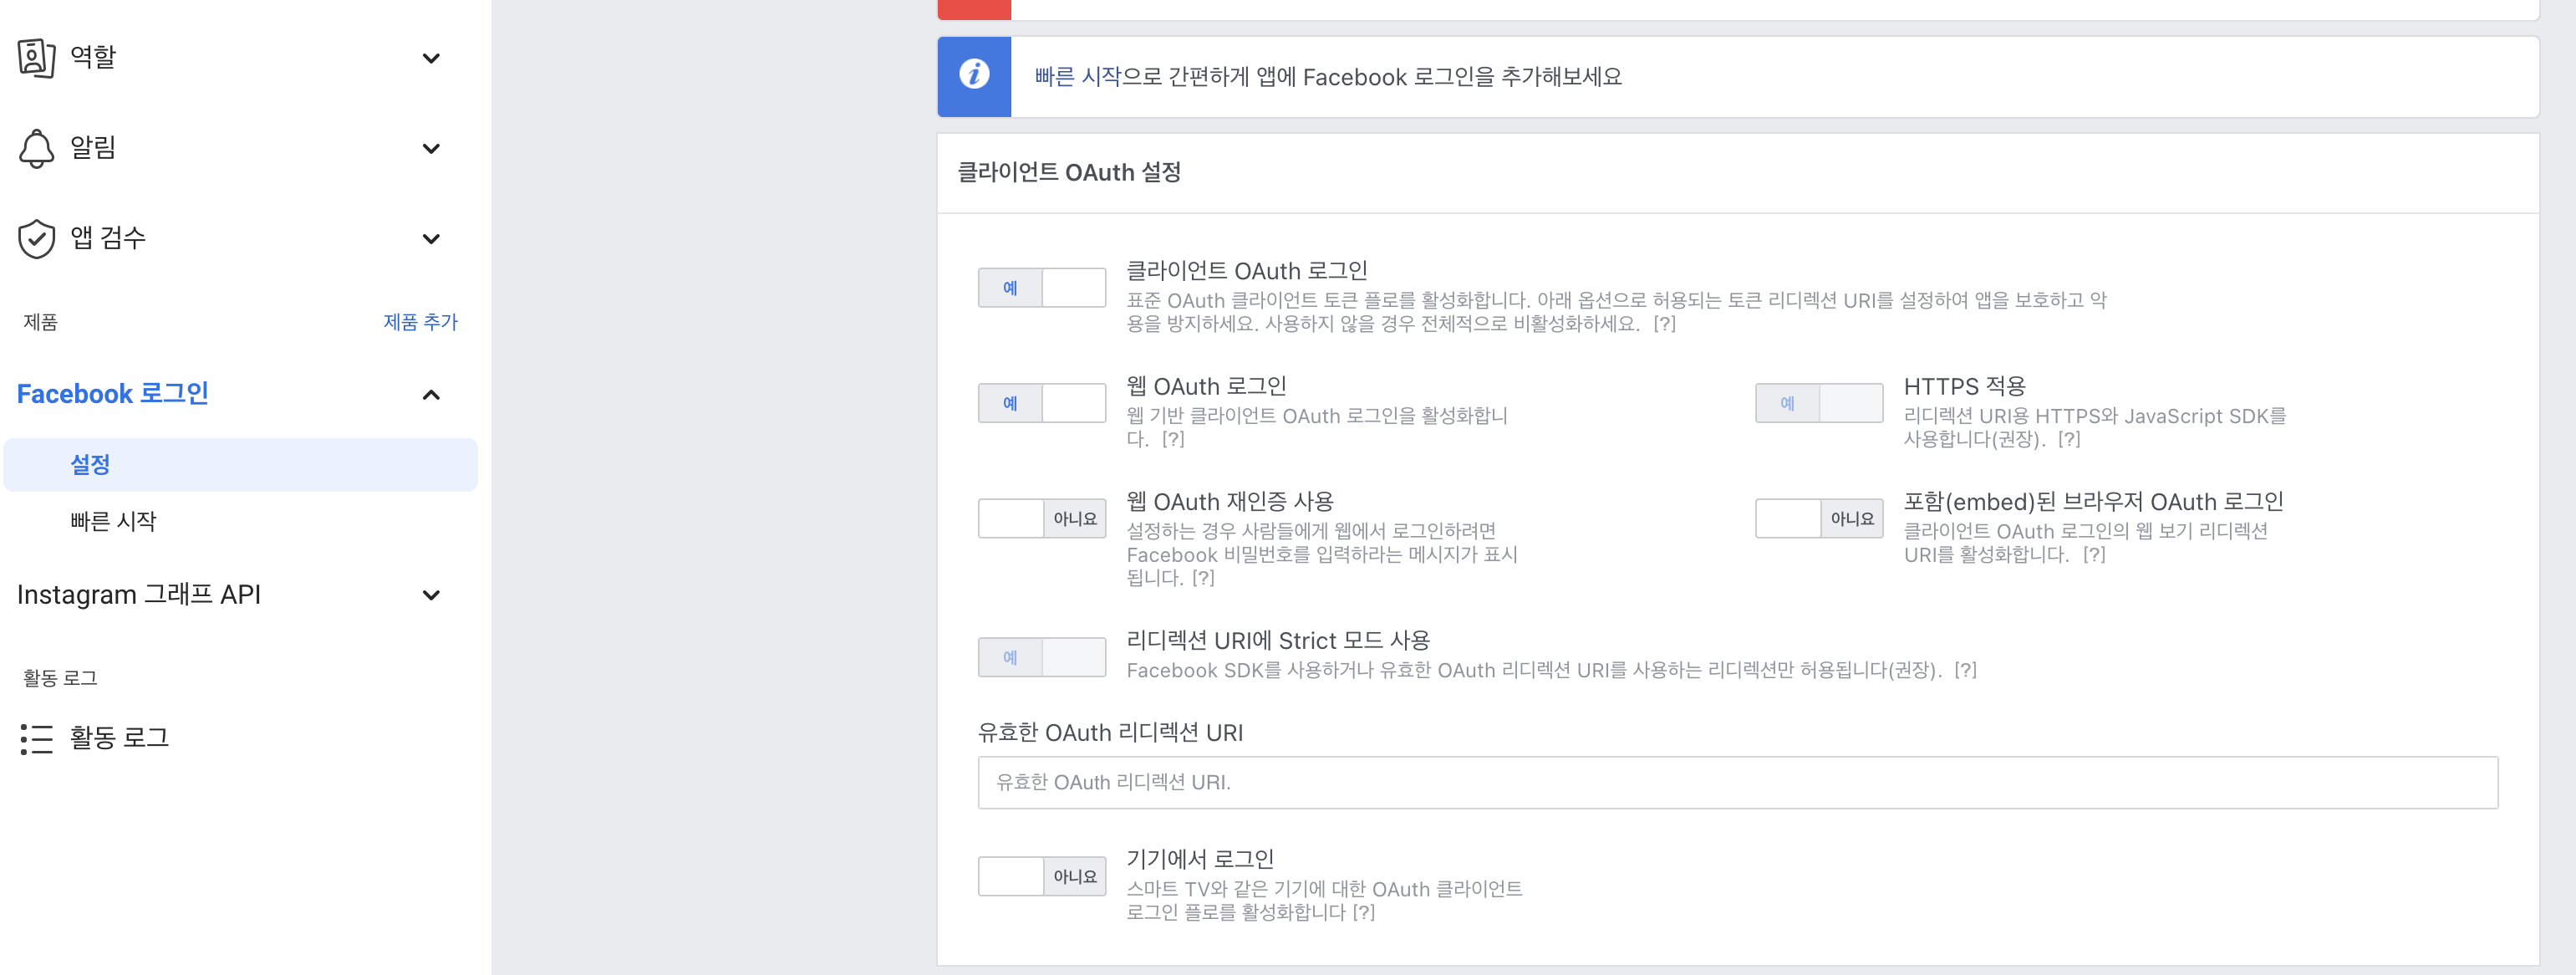 역할
알림
앱 검수
제품
제품 추가
Facebook 로그인
설정
빠른 시작
Instagram 그래프 API
활동 로그
활동 로그
빠른 시작으로 간편하게 앱에 Facebook 로그인을 추가해보세요
클라이언트 OAuth 설정
예
클라이언트 OAuth 로그인
표준 OAuth 클라이언트 토큰 플로를 활성화합니다. 아래 옵션으로 허용되는 토큰 리디렉션 URI를 설정하여 앱을 보호하고 악
용을 방지하세요. 사용하지 않을 경우 전체적으로 비활성화하세요. [?]
예
웹 OAuth 로그인
웹 기반 클라이언트 OAuth 로그인을 활성화합니
다. [?]
예
HTTPS 적용
리디렉션 URI용 HTTPS와 JavaScript SDK를
사용합니다(권장). [?]
아니요
웹 OAuth 재인증 사용
설정하는 경우 사람들에게 웹에서 로그인하려면
Facebook 비밀번호를 입력하라는 메시지가 표시
됩니다. [?]
아니요
포함(embed)된 브라우저 OAuth 로그인
클라이언트 OAuth 로그인의 웹 보기 리디렉션
URI를 활성화합니다. [?]
예
리디렉션 URI에 Strict 모드 사용
Facebook SDK를 사용하거나 유효한 OAuth 리디렉션 URI를 사용하는 리디렉션만 허용됩니다(권장). [?]
유효한 OAuth 리디렉션 URI
유효한 OAuth 리디렉션 URI.
아니요
기기에서 로그인
스마트 TV와 같은 기기에 대한 OAuth 클라이언트
로그인 플로를 활성화합니다 [?]